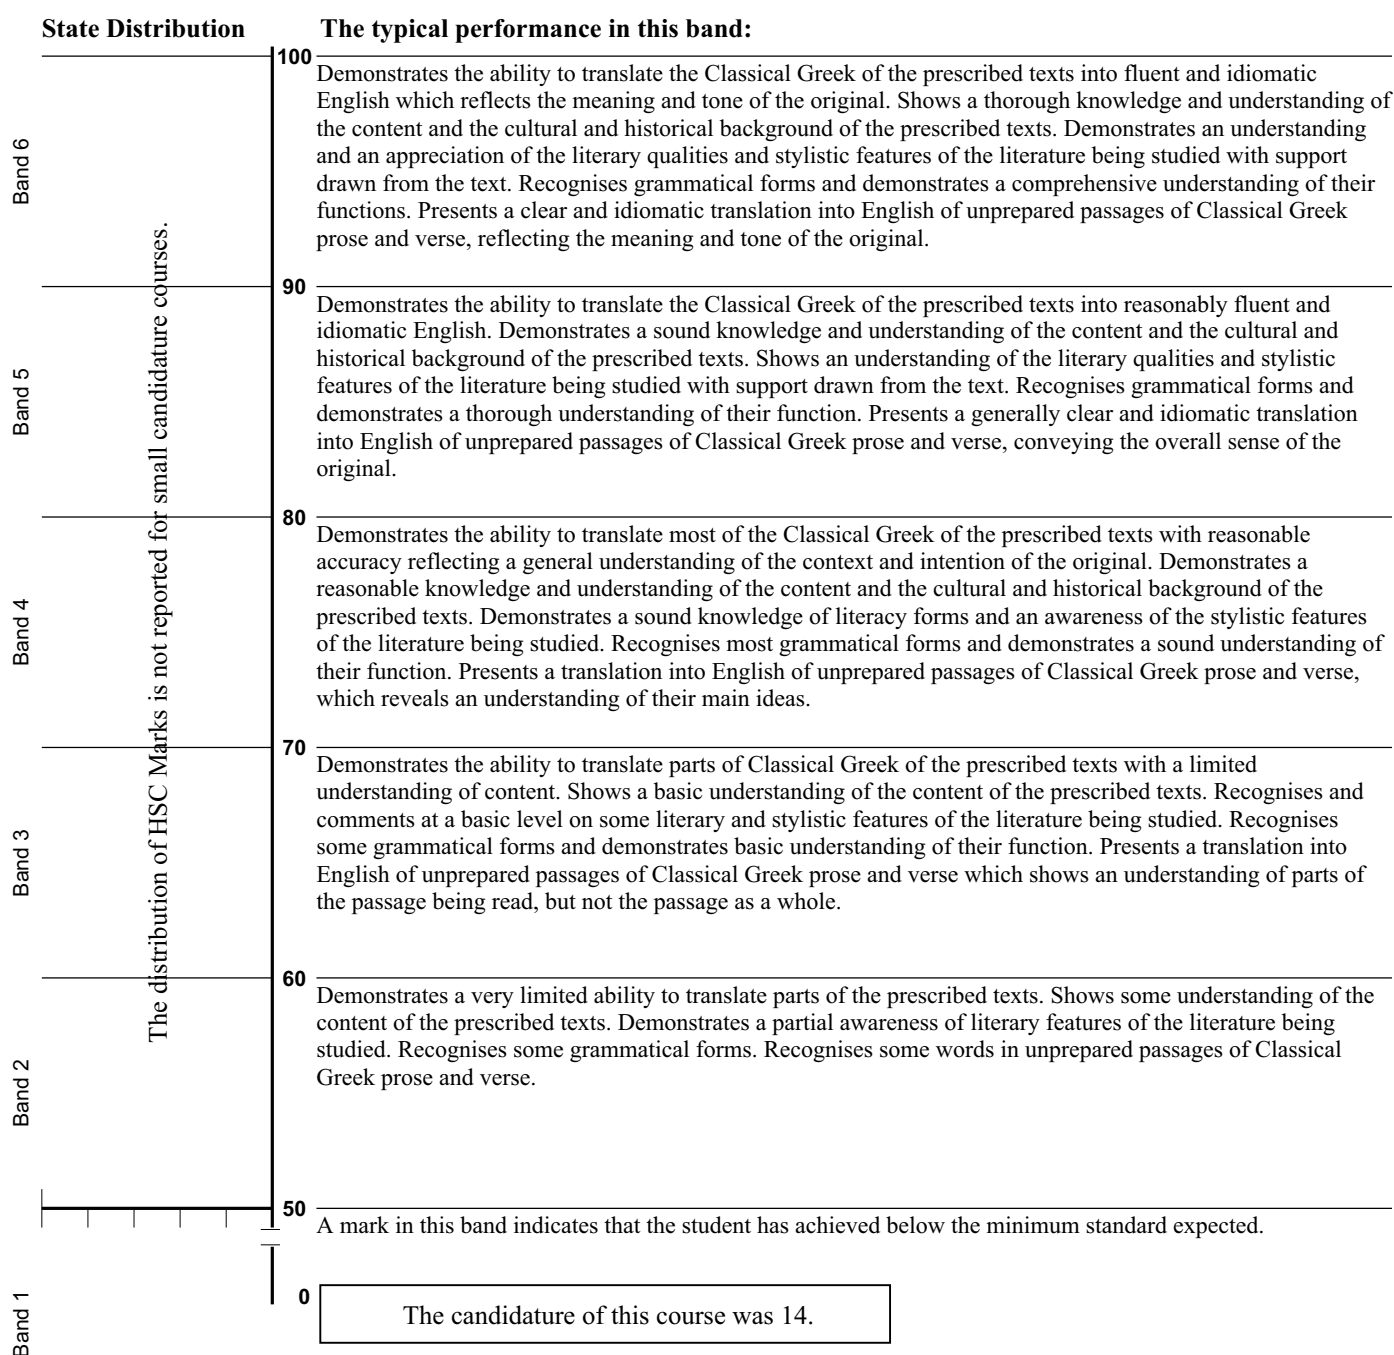 State Distribution
The typical performance in this band:
100
Demonstrates the ability to translate the Classical Greek of the prescribed texts into fluent and idiomatic
English which reflects the meaning and tone of the original. Shows a thorough knowledge and understanding of
the content and the cultural and historical background of the prescribed texts. Demonstrates an understanding
and an appreciation of the literary qualities and stylistic features of the literature being studied with support
drawn from the text. Recognises grammatical forms and demonstrates a comprehensive understanding of their
functions. Presents a clear and idiomatic translation into English of unprepared passages of Classical Greek
prose and verse, reflecting the meaning and tone of the original.
Band 6
90
Demonstrates the ability to translate the Classical Greek of the prescribed texts into reasonably fluent and
idiomatic English. Demonstrates a sound knowledge and understanding of the content and the cultural and
historical background of the prescribed texts. Shows an understanding of the literary qualities and stylistic
features of the literature being studied with support drawn from the text. Recognises grammatical forms and
demonstrates a thorough understanding of their function. Presents a generally clear and idiomatic translation
into English of unprepared passages of Classical Greek prose and verse, conveying the overall sense of the
original.
Band 5
The distribution of HSC Marks is not reported for small candidature courses.
80
Demonstrates the ability to translate most of the Classical Greek of the prescribed texts with reasonable
accuracy reflecting a general understanding of the context and intention of the original. Demonstrates a
reasonable knowledge and understanding of the content and the cultural and historical background of the
prescribed texts. Demonstrates a sound knowledge of literacy forms and an awareness of the stylistic features
of the literature being studied. Recognises most grammatical forms and demonstrates a sound understanding of
their function. Presents a translation into English of unprepared passages of Classical Greek prose and verse,
which reveals an understanding of their main ideas.
Band 4
70
Demonstrates the ability to translate parts of Classical Greek of the prescribed texts with a limited
understanding of content. Shows a basic understanding of the content of the prescribed texts. Recognises and
comments at a basic level on some literary and stylistic features of the literature being studied. Recognises
some grammatical forms and demonstrates basic understanding of their function. Presents a translation into
English of unprepared passages of Classical Greek prose and verse which shows an understanding of parts of
the passage being read, but not the passage as a whole.
Band 3
60
Demonstrates a very limited ability to translate parts of the prescribed texts. Shows some understanding of the
content of the prescribed texts. Demonstrates a partial awareness of literary features of the literature being
studied. Recognises some grammatical forms. Recognises some words in unprepared passages of Classical
Greek prose and verse.
Band 2
50
A mark in this band indicates that the student has achieved below the minimum standard expected.
0
Band 1
The candidature of this course was 14.